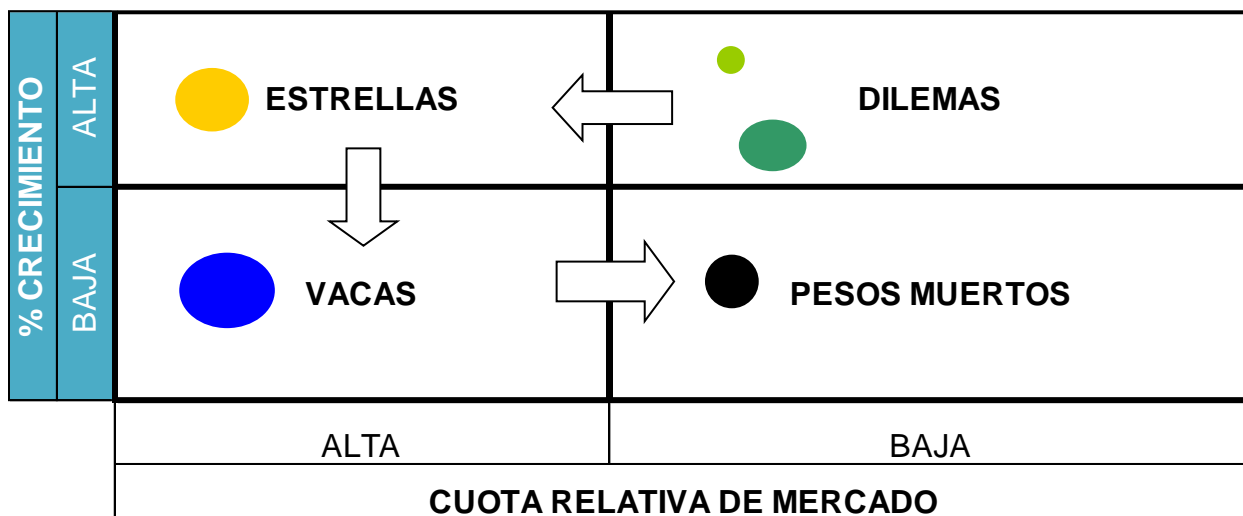 % CRECIMIENTO
ALTA
ESTRELLAS
DILEMAS
BAJA
VACAS
PESOS MUERTOS
ALTA
BAJA
CUOTA RELATIVA DE MERCADO